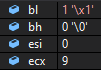 bl 1 '\x1'
bh 0 '\0'
esi 0
ecx 9